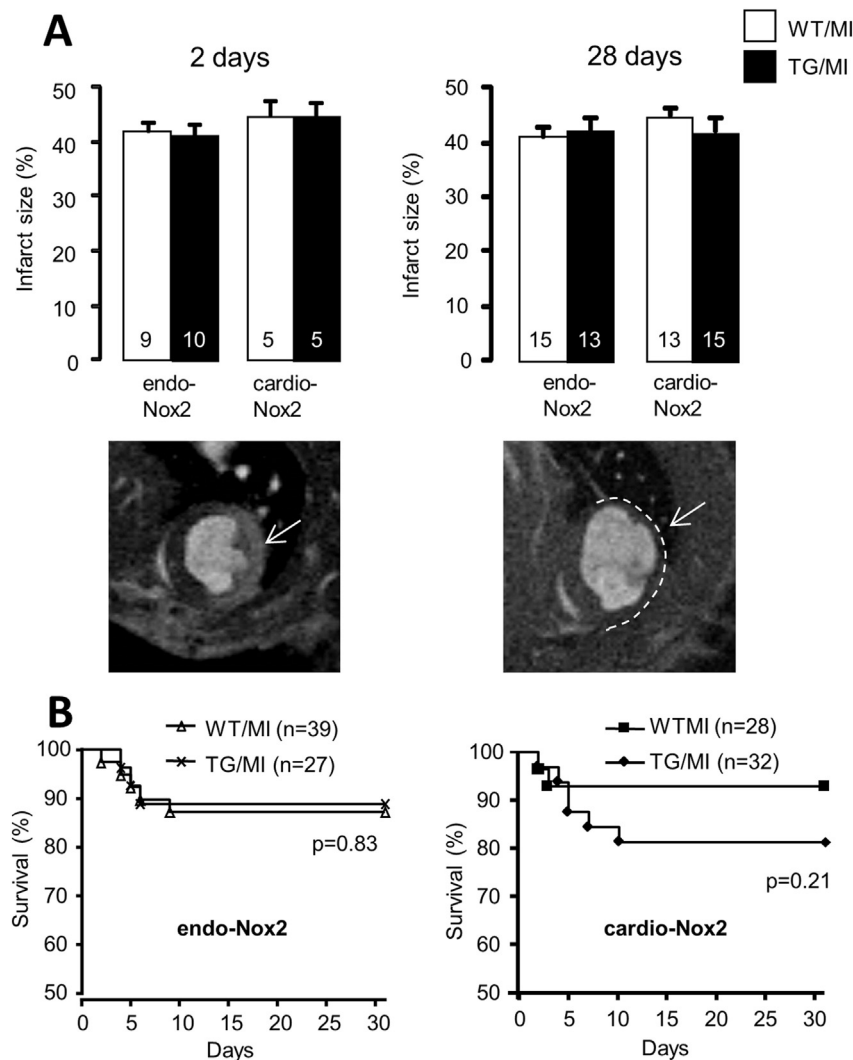 A
WT/MI
TG/MI
2 days
28 days
Infarct size (%)
50
40
30
20
10
0
9
10
5
5
endo-
Nox2
cardio-
Nox2
Infarct size (%)
50
40
30
20
10
0
15
13
13
15
endo-
Nox2
cardio-
Nox2
B
WT/MI (n=39)
TG/MI (n=27)
Survival (%)
100
90
80
70
60
50
p=0.83
endo-Nox2
0 5 10 15 20 25 30
Days
WTMI (n=28)
TG/MI (n=32)
Survival (%)
100
90
80
70
60
50
p=0.21
cardio-Nox2
0 5 10 15 20 25 30
Days